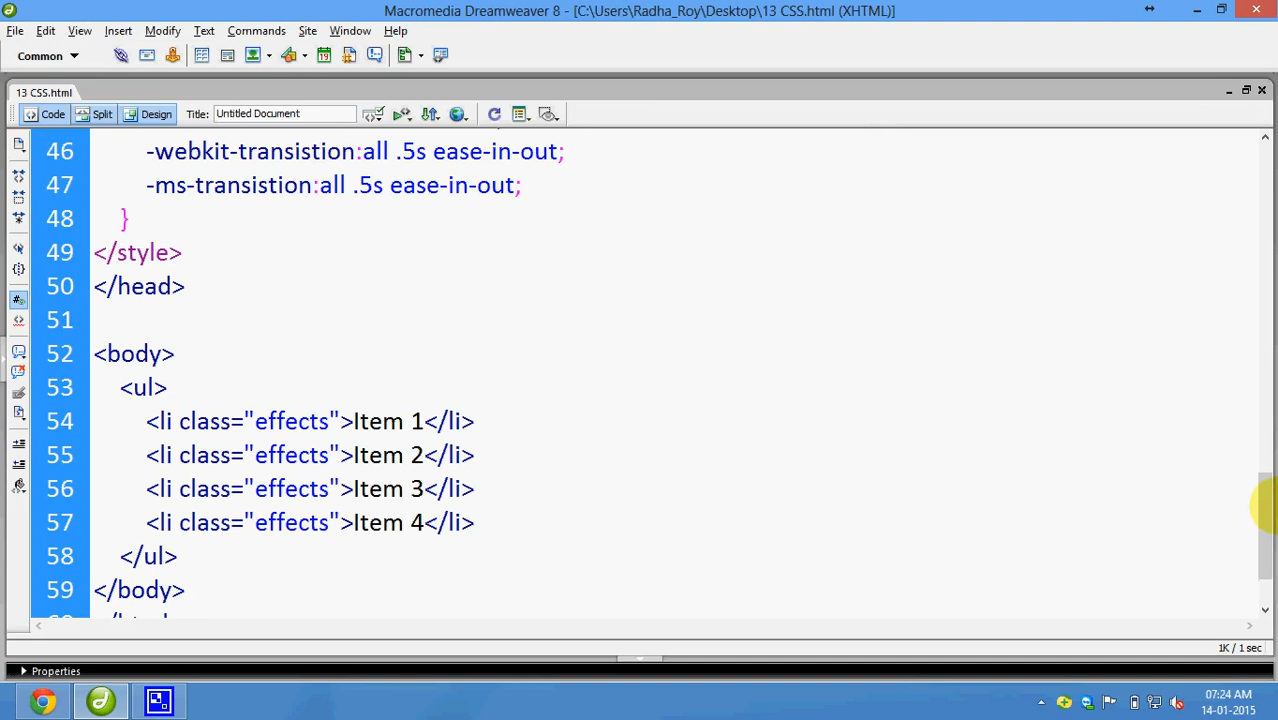 Macromedia Dreamweaver 8 - [C:\Users\Radha_Roy\Desktop\13 CSS.html (XHTML)]
File Edit View Insert Modify Text Commands Site Window Help
Common
13 CSS.html
Code Split Design Title: Untitled Document
46 -webkit-transistion:all .5s ease-in-out;
47 -ms-transistion:all .5s ease-in-out;
48 }
49 </style>
50 </head>
51
52 <body>
53 <ul>
54 <li class="effects">Item 1</li>
55 <li class="effects">Item 2</li>
56 <li class="effects">Item 3</li>
57 <li class="effects">Item 4</li>
58 </ul>
59 </body>
1K / 1 sec
Properties
07:24 AM
14-01-2015